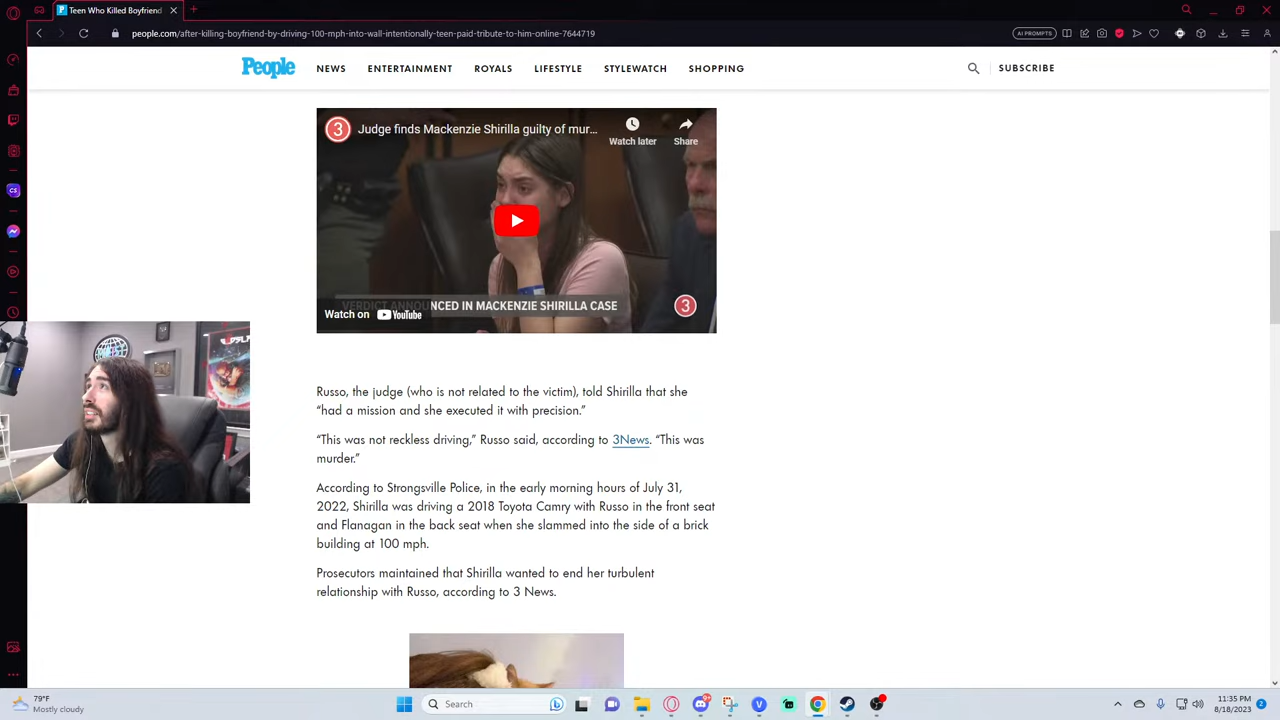 Teen Who Killed Boyfriend
people.com/after-killing-boyfriend-by-driving-100-mph-into-wall-intentionally-teen-paid-tribute-to-him-online-7644719
AI PROMPTS
People
NEWS ENTERTAINMENT ROYALS LIFESTYLE STYLEWATCH SHOPPING
SUBSCRIBE
3 Judge finds Mackenzie Shirilla guilty of mur...
Watch later Share
VERDICT ANNOUNCED IN MACKENZIE SHIRILLA CASE
3
Watch on YouTube
Russo, the judge (who is not related to the victim), told Shirilla that she
“had a mission and she executed it with precision.”
“This was not reckless driving,” Russo said, according to 3News. “This was
murder.”
According to Strongsville Police, in the early morning hours of July 31,
2022, Shirilla was driving a 2018 Toyota Camry with Russo in the front seat
and Flanagan in the back seat when she slammed into the side of a brick
building at 100 mph.
Prosecutors maintained that Shirilla wanted to end her turbulent
relationship with Russo, according to 3 News.
79°F
Mostly cloudy
Search
11:35 PM
8/18/2023